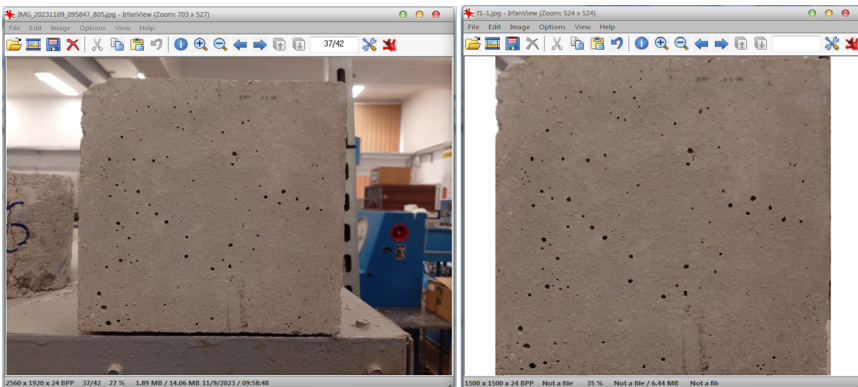 IMG_20231109_095847_805.jpg - IrfanView (Zoom: 703 x 527)
File Edit Image Options View Help
37/42
2560 x 1920 x 24 BPP 37/42 27 % 1.89 MB / 14.06 MB 11/9/2023 / 09:58:48
f1-1.jpg - IrfanView (Zoom: 524 x 524)
File Edit Image Options View Help
1500 x 1500 x 24 BPP Not a file 35 % Not a file / 6.44 MB Not a fil